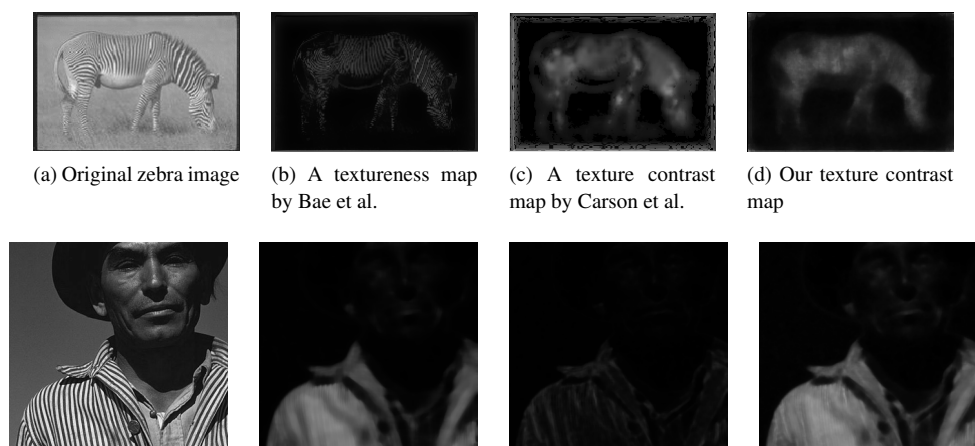 (a) Original zebra image
(b) A textureness map
by Bae et al.
(c) A texture contrast
map by Carson et al.
(d) Our texture contrast
map